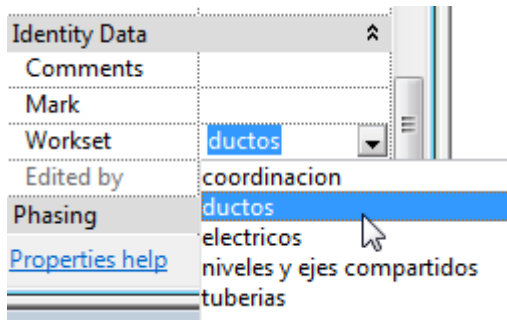 Identity Data
Comments
Mark
Workset ductos
Edited by coordinacion
Phasing ductos
electricos
Properties help niveles y ejes compartidos
tuberias